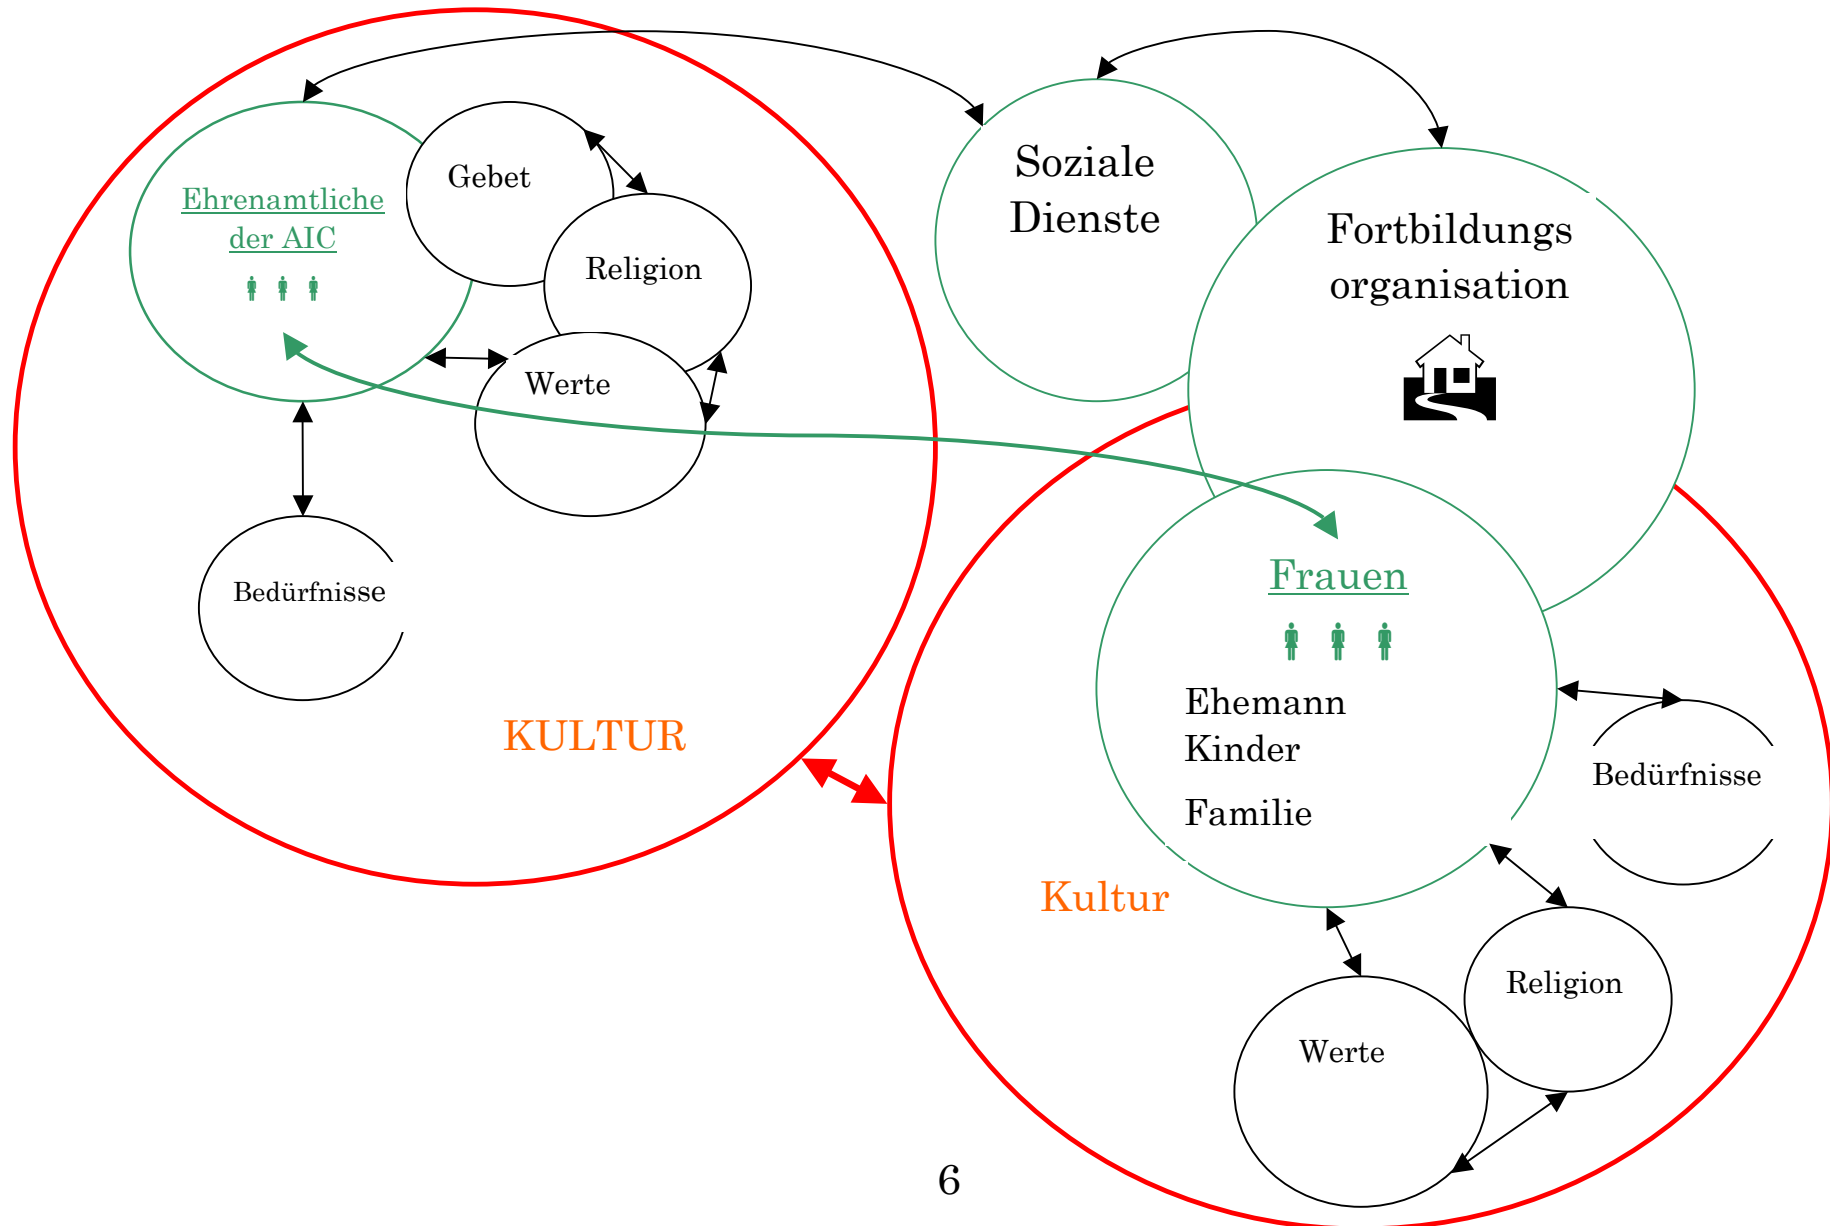 Ehrenamtliche
der AIC
Gebet
Religion
Werte
Bedürfnisse
KULTUR
Soziale
Dienste
Fortbildungs
organisation
Frauen
Ehemann
Kinder
Familie
Bedürfnisse
Kultur
Religion
Werte
6